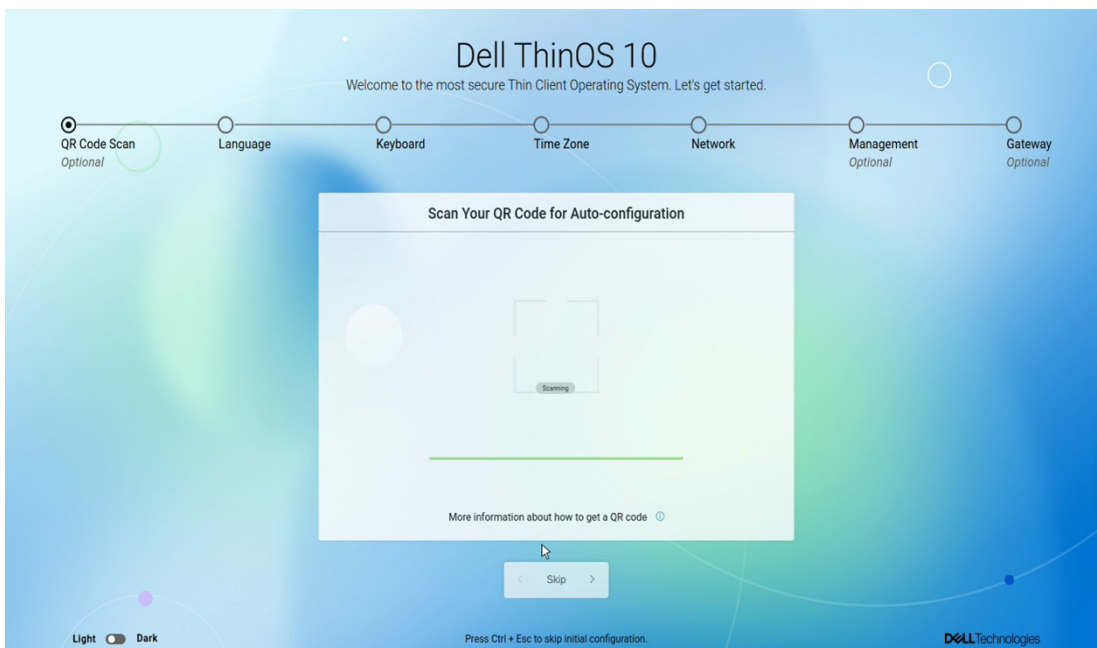 Dell ThinOS 10
Welcome to the most secure Thin Client Operating System. Let's get started.
QR Code Scan
Optional
Language
Keyboard
Time Zone
Network
Management
Optional
Gateway
Optional
Scan Your QR Code for Auto-configuration
Scanning
More information about how to get a QR code
Skip
Light
Dark
Press Ctrl + Esc to skip initial configuration.
DELLTechnologies